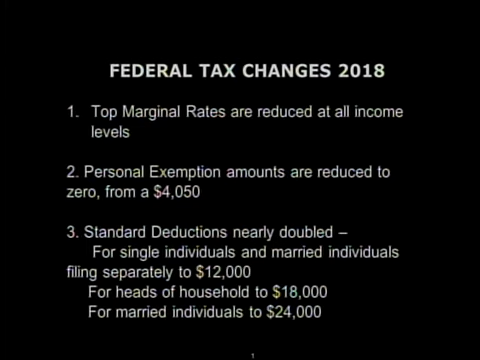 FEDERAL TAX CHANGES 2018
1. Top Marginal Rates are reduced at all income
levels
2. Personal Exemption amounts are reduced to
zero, from a $4,050
3. Standard Deductions nearly doubled –
For single individuals and married individuals
filing separately to $12,000
For heads of household to $18,000
For married individuals to $24,000
1